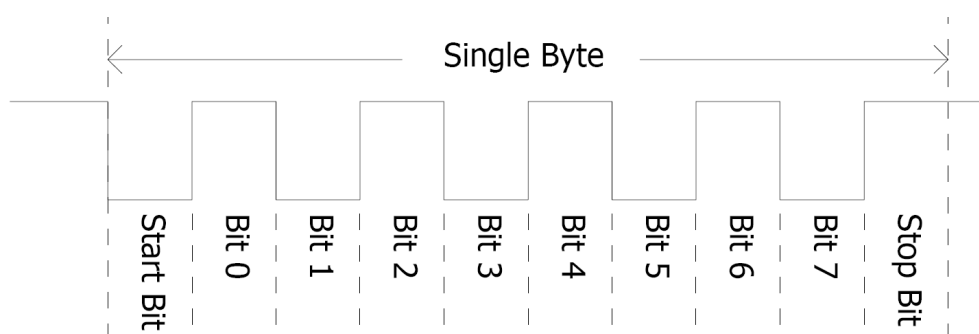 Single Byte
Start Bit
Bit 0
Bit 1
Bit 2
Bit 3
Bit 4
Bit 5
Bit 6
Bit 7
Stop Bit